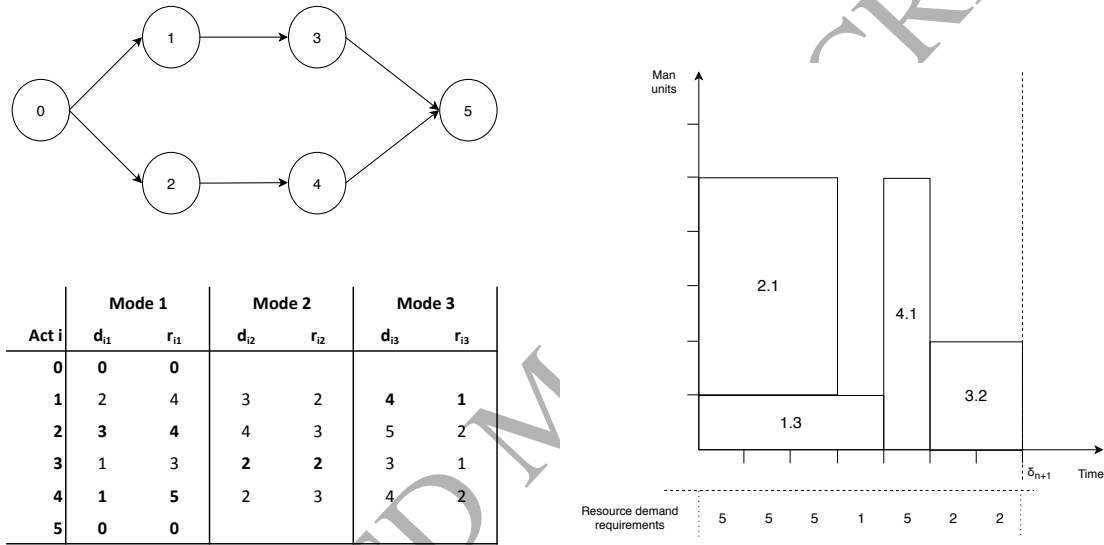 1
3
0
5
2
4
Mode 1 Mode 2 Mode 3
Act i d_i1 r_i1 d_i2 r_i2 d_i3 r_i3
0 0 0
1 2 4 3 2 4 1
2 3 4 4 3 5 2
3 1 3 2 2 3 1
4 1 5 2 3 4 2
5 0 0
Man
units
2.1
4.1
3.2
1.3
δ_n+1 Time
Resource demand
requirements
5 5 5 1 5 2 2